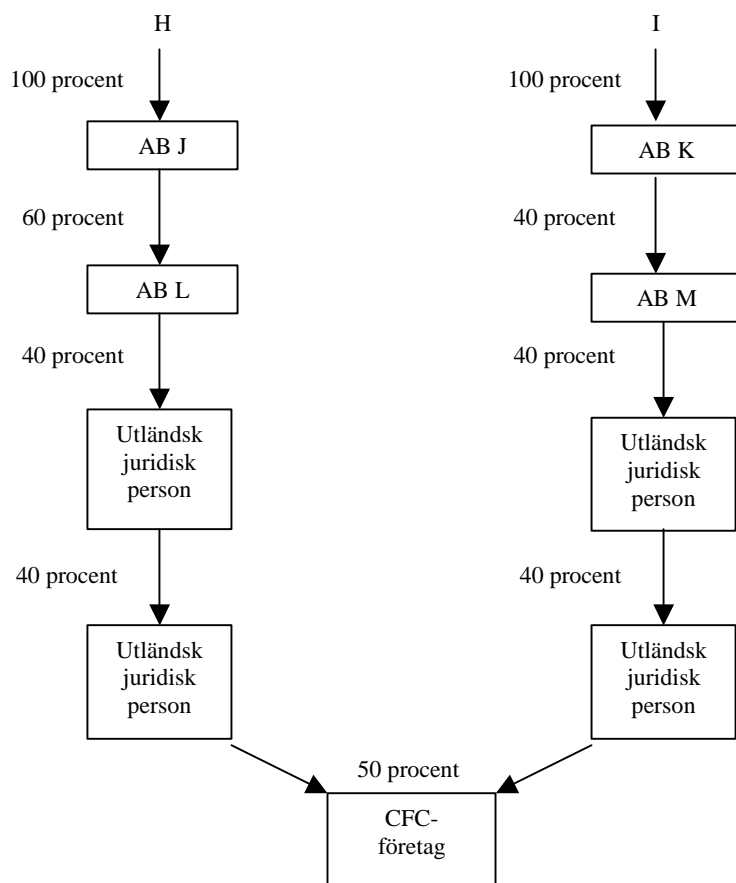 H
I
100 procent
100 procent
AB J
AB K
60 procent
40 procent
AB L
AB M
40 procent
40 procent
Utländsk
juridisk
person
Utländsk
juridisk
person
40 procent
40 procent
Utländsk
juridisk
person
Utländsk
juridisk
person
50 procent
CFC-
företag